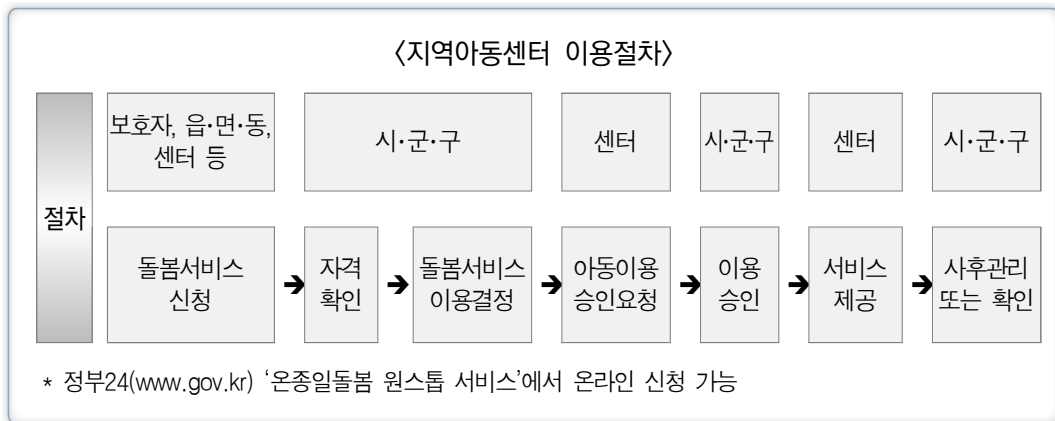 〈지역아동센터 이용절차〉
절차
보호자, 읍·면·동,
센터 등
시·군·구
센터
시·군·구
센터
시·군·구
돌봄서비스
신청
➔
자격
확인
➔
돌봄서비스
이용결정
➔
아동이용
승인요청
➔
이용
승인
➔
서비스
제공
➔
사후관리
또는 확인
* 정부24(www.gov.kr) ‘온종일돌봄 원스톱 서비스’에서 온라인 신청 가능